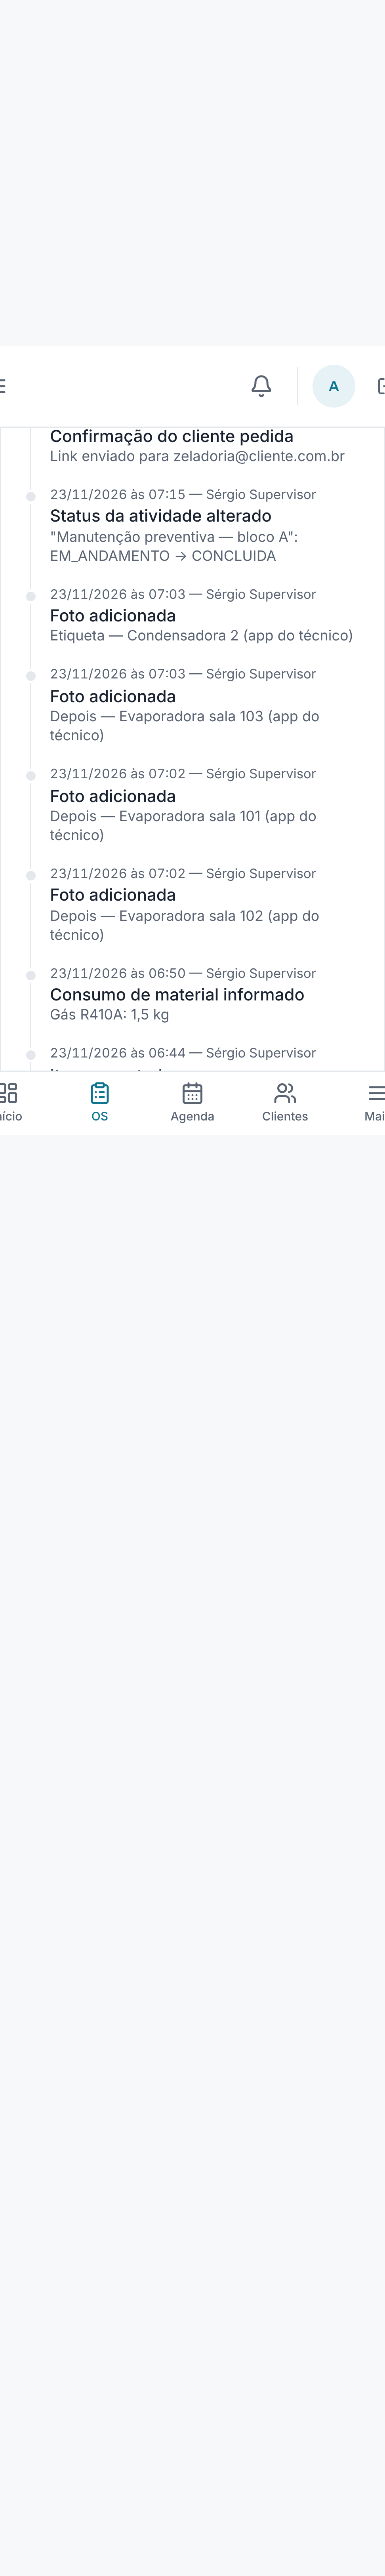 A
Confirmação do cliente pedida
Link enviado para zeladoria@cliente.com.br
23/11/2026 às 07:15 — Sérgio Supervisor
Status da atividade alterado
"Manutenção preventiva — bloco A":
EM_ANDAMENTO → CONCLUIDA
23/11/2026 às 07:03 — Sérgio Supervisor
Foto adicionada
Etiqueta — Condensadora 2 (app do técnico)
23/11/2026 às 07:03 — Sérgio Supervisor
Foto adicionada
Depois — Evaporadora sala 103 (app do
técnico)
23/11/2026 às 07:02 — Sérgio Supervisor
Foto adicionada
Depois — Evaporadora sala 101 (app do
técnico)
23/11/2026 às 07:02 — Sérgio Supervisor
Foto adicionada
Depois — Evaporadora sala 102 (app do
técnico)
23/11/2026 às 06:50 — Sérgio Supervisor
Consumo de material informado
Gás R410A: 1,5 kg
23/11/2026 às 06:44 — Sérgio Supervisor
OS
Agenda
Clientes